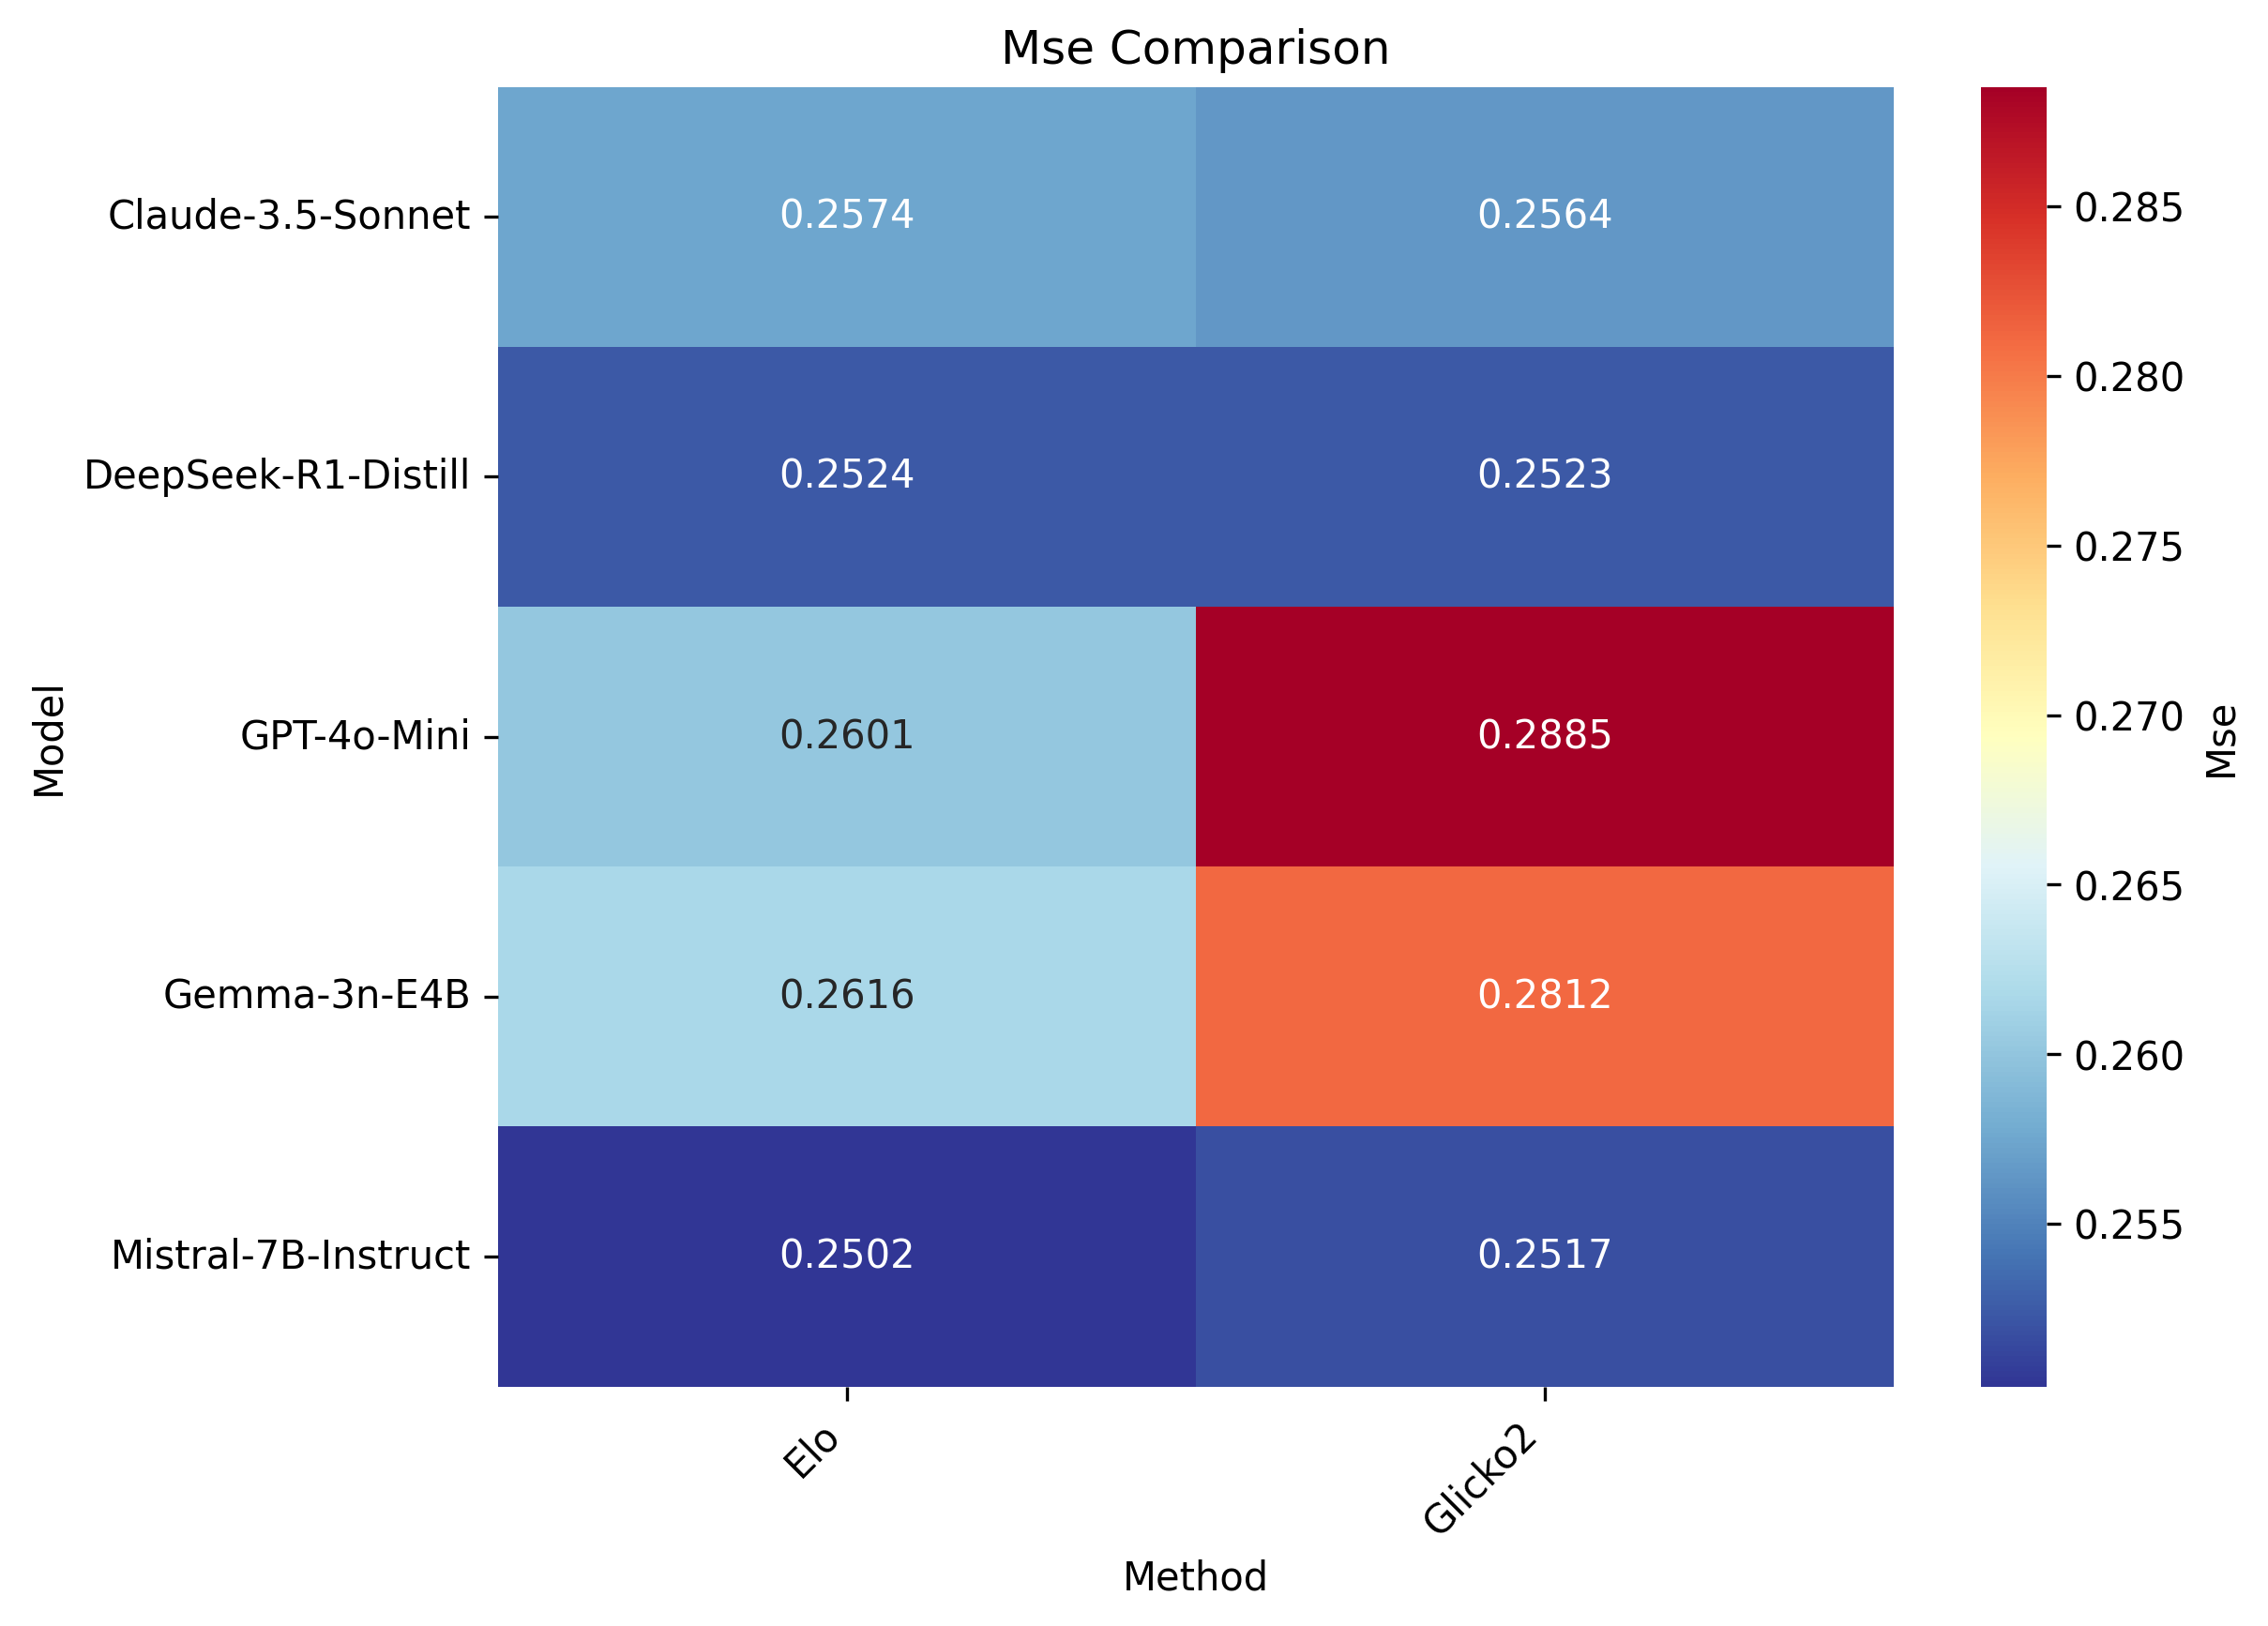 Mse Comparison
Claude-3.5-Sonnet 0.2574 0.2564
DeepSeek-R1-Distill 0.2524 0.2523
GPT-4o-Mini 0.2601 0.2885
Gemma-3n-E4B 0.2616 0.2812
Mistral-7B-Instruct 0.2502 0.2517
Model
Elo Glicko2
Method
0.285
0.280
0.275
0.270
0.265
0.260
0.255
Mse